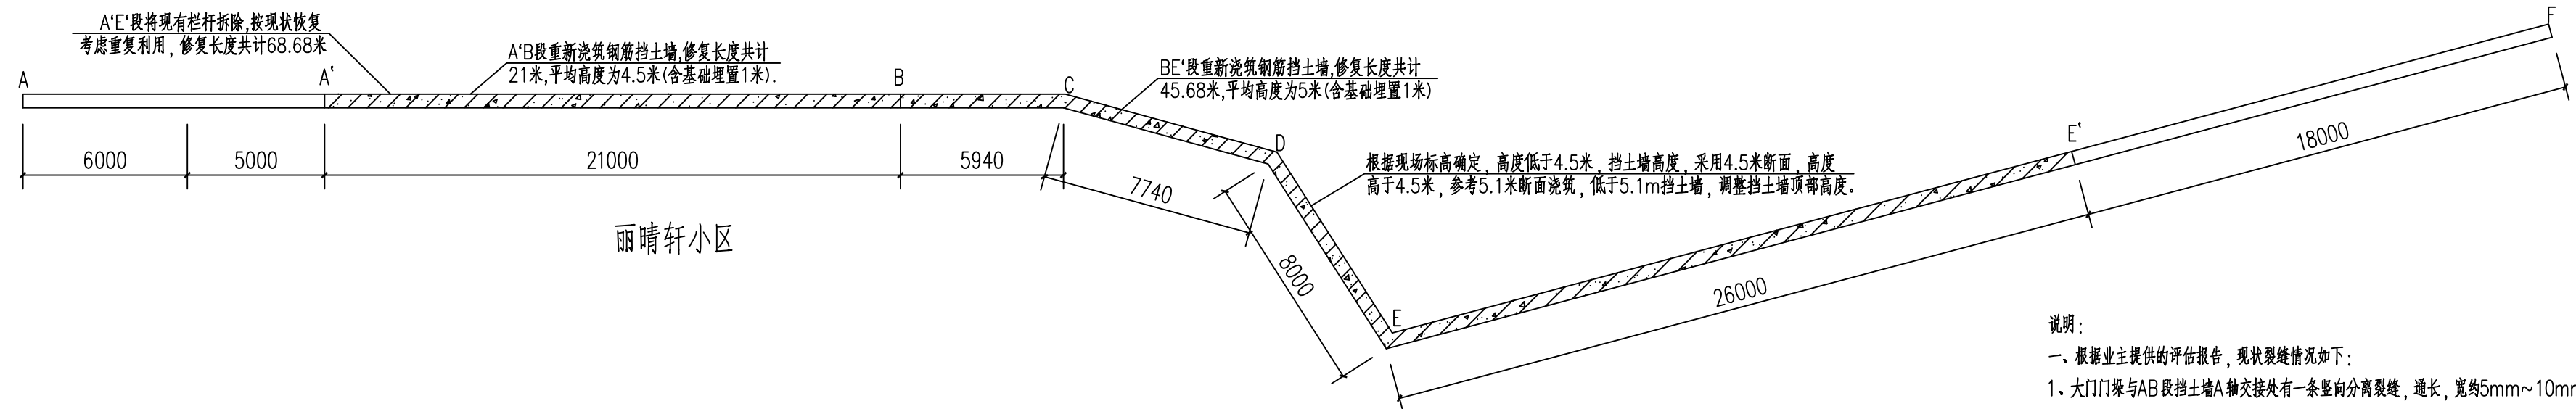 A'E'段将现有栏杆拆除,按现状恢复
考虑重复利用，修复长度共计68.68米
A'B段重新浇筑钢筋挡土墙,修复长度共计
21米,平均高度为4.5米(含基础埋置1米).
BE'段重新浇筑钢筋挡土墙,修复长度共计
45.68米,平均高度为5米(含基础埋置1米)
根据现场标高确定，高度低于4.5米，挡土墙高度，采用4.5米断面，高度
高于4.5米，参考5.1米断面浇筑，低于5.1m挡土墙，调整挡土墙顶部高度。
A
A'
B
C
D
E
E'
F
6000
5000
21000
5940
7740
8000
26000
18000
丽晴轩小区
说明：
一、根据业主提供的评估报告，现状裂缝情况如下：
1、大门门垛与AB段挡土墙A轴交接处有一条竖向分离裂缝，通长，宽约5mm~10mm